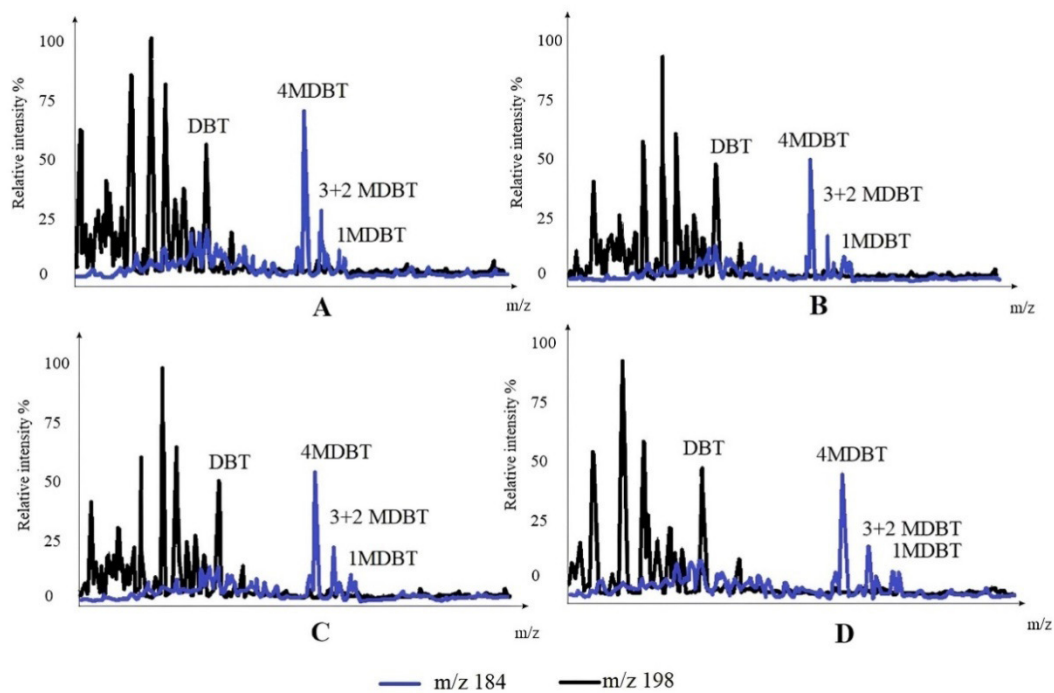 100
75
50
25
0
Relative intensity %
DBT
4MDBT
3+2 MDBT
1MDBT
m/z
A
100
75
50
25
0
Relative intensity %
DBT
4MDBT
3+2 MDBT
1MDBT
m/z
B
100
75
50
25
0
Relative intensity %
DBT
4MDBT
3+2 MDBT
1MDBT
m/z
C
100
75
50
25
0
Relative intensity %
DBT
4MDBT
3+2 MDBT
1MDBT
m/z
D
m/z 184
m/z 198